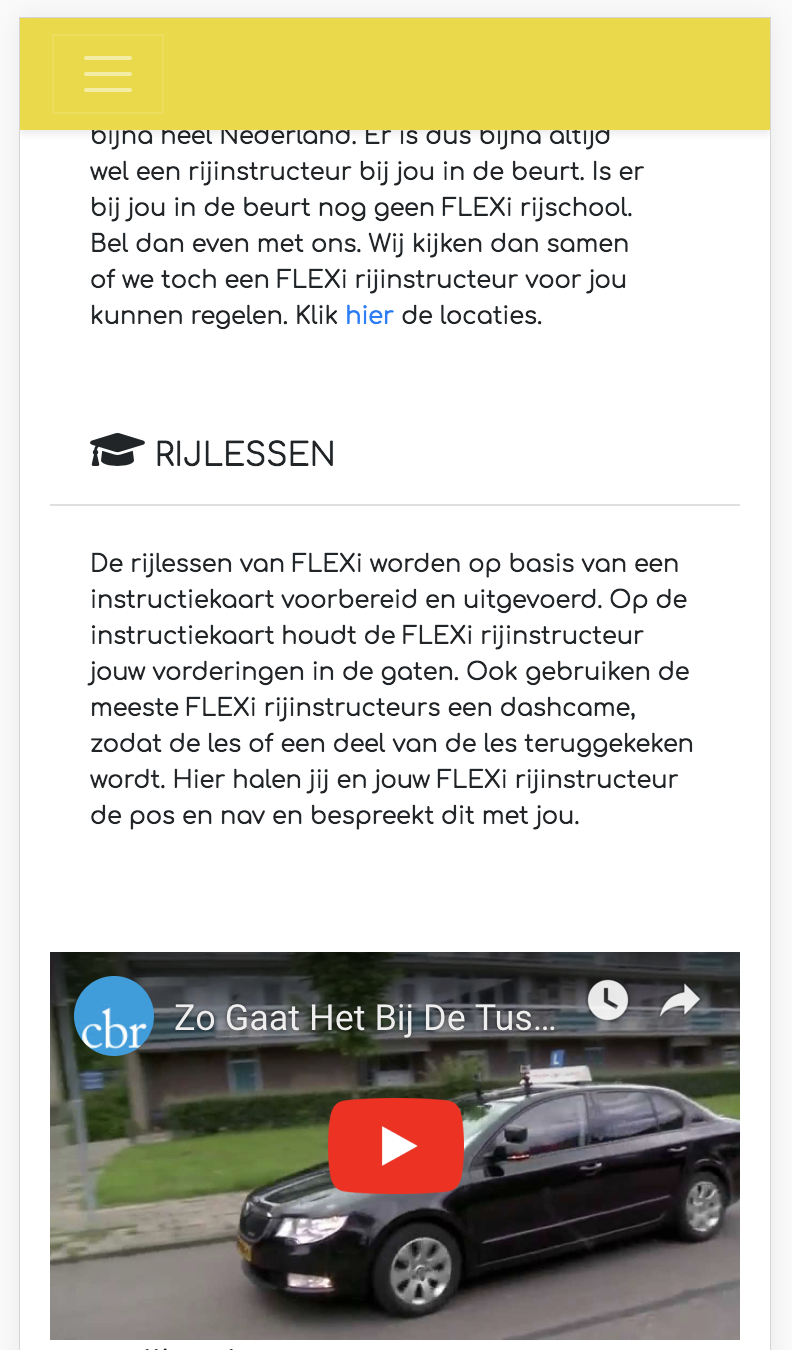 bijna heel Nederland. Er is dus bijna altijd
wel een rijinstructeur bij jou in de beurt. Is er
bij jou in de beurt nog geen FLEXi rijschool.
Bel dan even met ons. Wij kijken dan samen
of we toch een FLEXi rijinstructeur voor jou
kunnen regelen. Klik hier de locaties.
RIJLESSEN
De rijlessen van FLEXi worden op basis van een
instructiekaart voorbereid en uitgevoerd. Op de
instructiekaart houdt de FLEXi rijinstructeur
jouw vorderingen in de gaten. Ook gebruiken de
meeste FLEXi rijinstructeurs een dashcame,
zodat de les of een deel van de les teruggekeken
wordt. Hier halen jij en jouw FLEXi rijinstructeur
de pos en nav en bespreekt dit met jou.
cbr
Zo Gaat Het Bij De Tus...
L